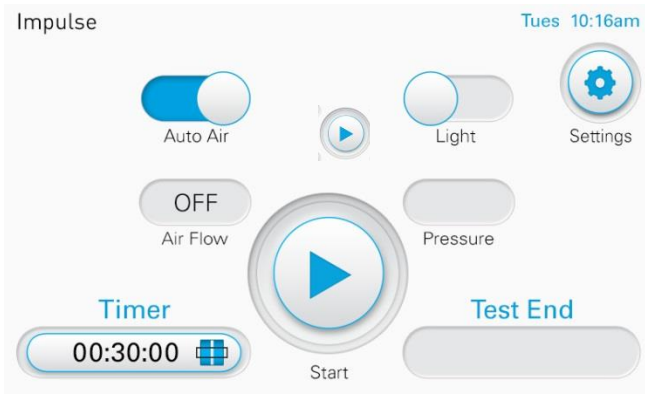 Impulse
Tues 10:16am
Auto Air
Light
Settings
OFF
Air Flow
Pressure
Timer
Test End
00:30:00
Start